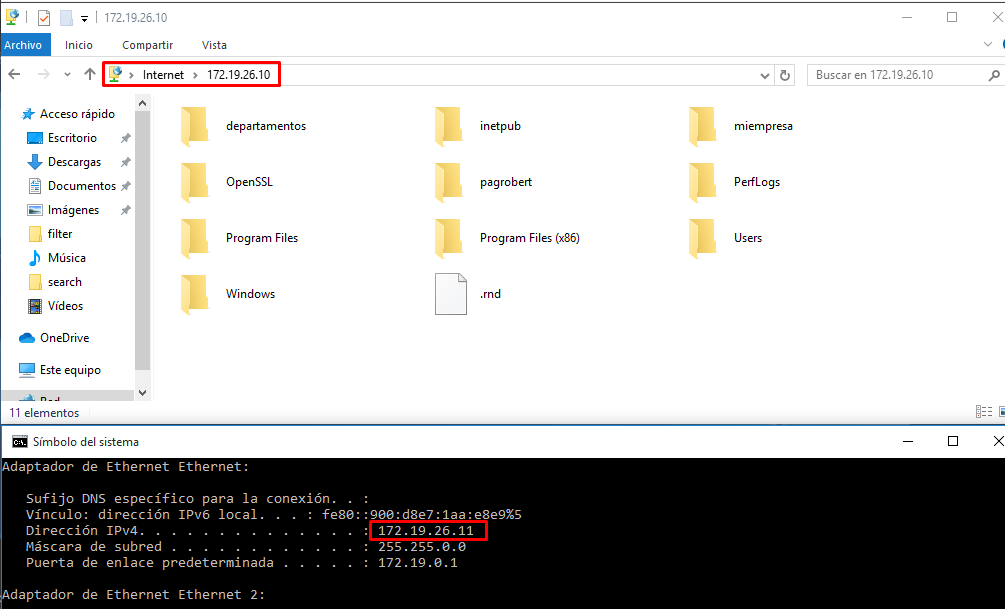 172.19.26.10
Archivo Inicio Compartir Vista
Internet 172.19.26.10 Buscar en 172.19.26.10
Acceso rápido
Escritorio
Descargas
Documentos
Imágenes
filter
Música
search
Vídeos
OneDrive
Este equipo
departamentos inetpub miempresa
OpenSSL pagrobert PerfLogs
Program Files Program Files (x86) Users
Windows .rnd
11 elementos
C:\. Símbolo del sistema
Adaptador de Ethernet Ethernet:
Sufijo DNS específico para la conexión. . :
Vínculo: dirección IPv6 local. . . : fe80::900:d8e7:1aa:e8e9%5
Dirección IPv4. . . . . . . . . . . . . . : 172.19.26.11
Máscara de subred . . . . . . . . . . . . : 255.255.0.0
Puerta de enlace predeterminada . . . . . : 172.19.0.1
Adaptador de Ethernet Ethernet 2: